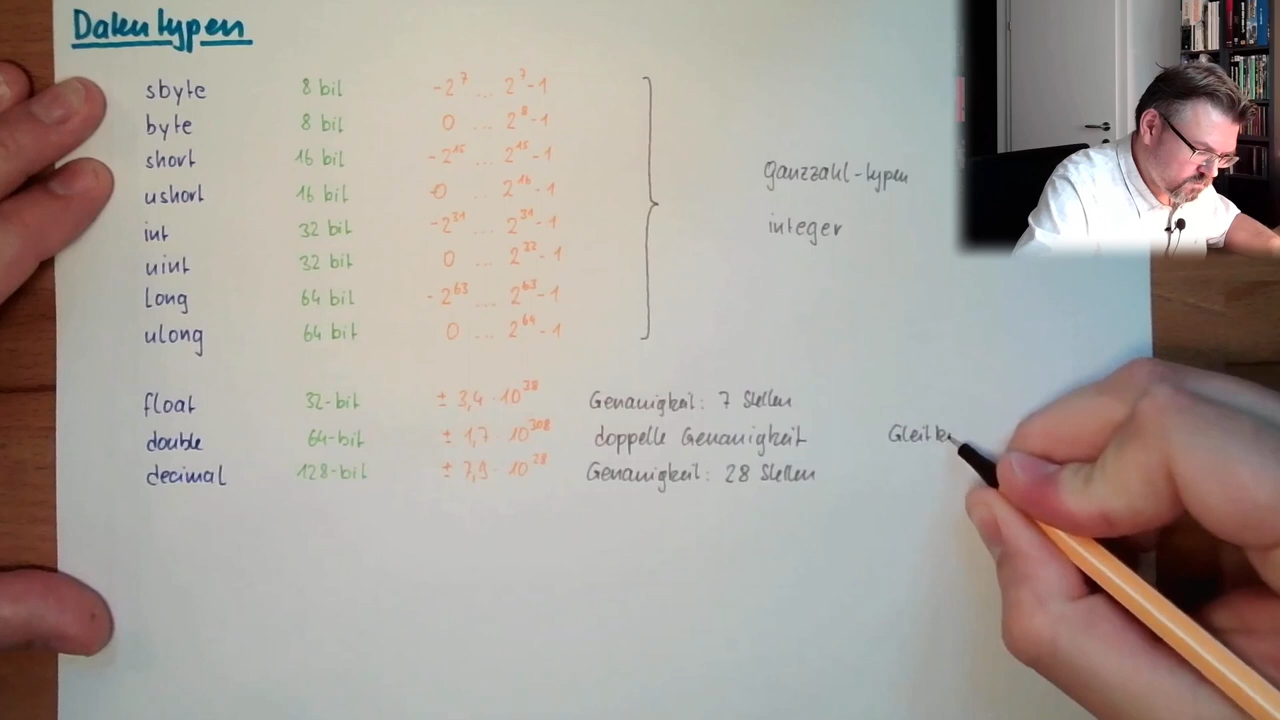 Datentypen
sbyte 8 bit -2^7 ... 2^7-1
byte 8 bit 0 ... 2^8-1
short 16 bit -2^15 ... 2^15-1
ushort 16 bit 0 ... 2^16-1
int 32 bit -2^31 ... 2^31-1
uint 32 bit 0 ... 2^32-1
long 64 bit -2^63 ... 2^63-1
ulong 64 bit 0 ... 2^64-1
ganzzahl-typen
integer
float 32-bit ± 3,4 · 10^38 Genauigkeit: 7 Stellen
double 64-bit ± 1,7 · 10^308 doppelte Genauigkeit
decimal 128-bit ± 7,9 · 10^28 Genauigkeit: 28 Stellen
Gleitk